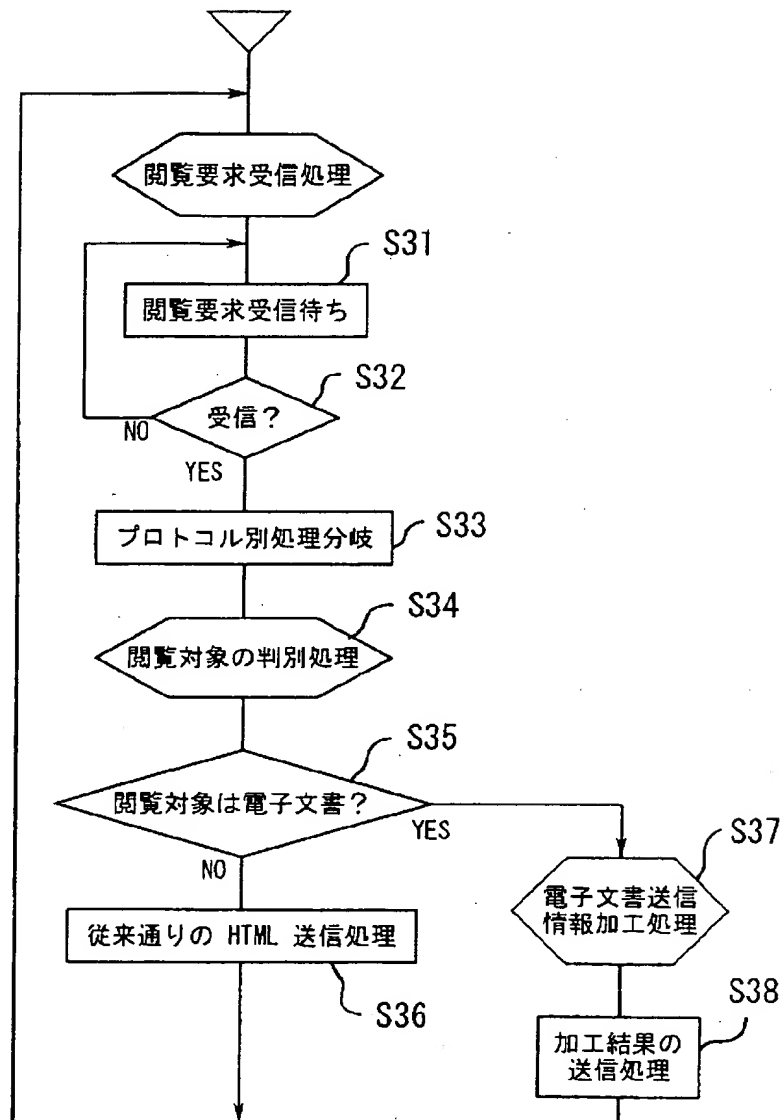 閲覧要求受信処理
S31
閲覧要求受信待ち
S32
受信？
NO
YES
プロトコル別処理分岐
S33
S34
閲覧対象の判別処理
S35
閲覧対象は電子文書？
YES
NO
S37
電子文書送信
情報加工処理
従来通りの HTML 送信処理
S36
S38
加工結果の
送信処理